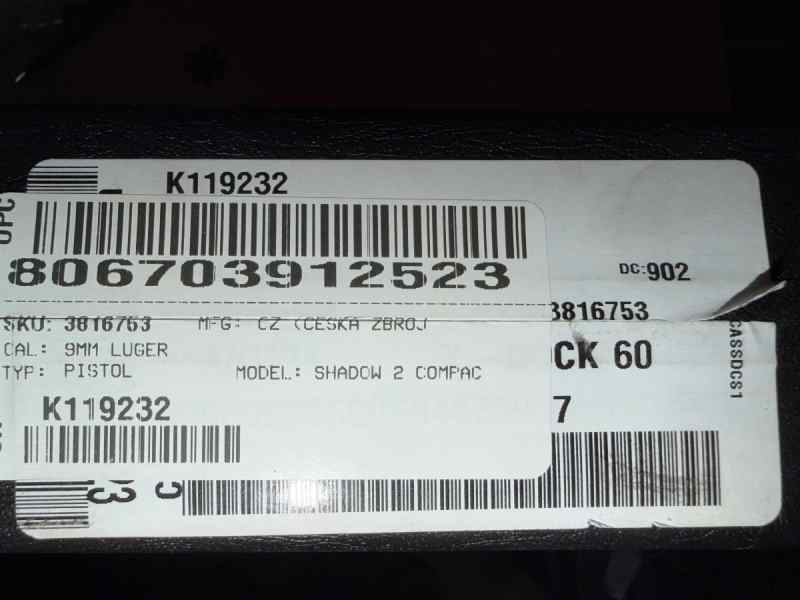 K119232
UPC
806703912523
DC:902
3816753
SKU: 3816753 MFG: CZ (CESKA ZBROJ
CAL: 9MM LUGER
TYP: PISTOL MODEL: SHADOW 2 COMPAC
OCK 60
CASSDCS1
K119232
7
C